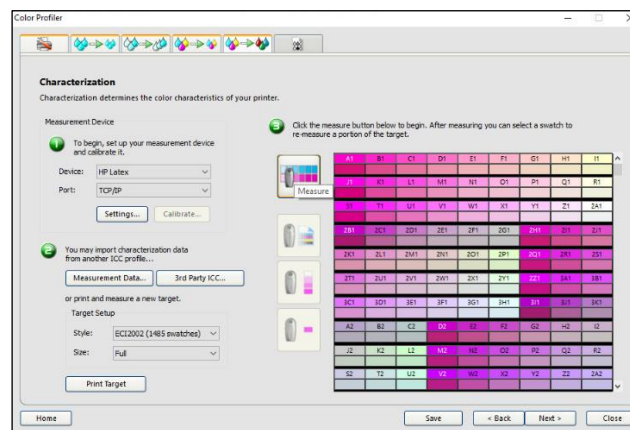 Color Profiler
Characterization
Characterization determines the color characteristics of your printer.
Measurement Device
1 To begin, set up your measurement device
and calibrate it.
Device: HP Latex
Port: TCP/IP
Settings... Calibrate...
2 You may import characterization data
from another ICC profile...
Measurement Data... 3rd Party ICC...
or print and measure a new target.
Target Setup
Style: ECI2002 (1485 swatches)
Size: Full
Print Target
3 Click the measure button below to begin. After measuring you can select a swatch to
re-measure a portion of the target.
Measure
A1 B1 C1 D1 E1 F1 G1 H1 I1
J1 K1 L1 M1 N1 O1 P1 Q1 R1
S1 T1 U1 V1 W1 X1 Y1 Z1 2A1
2B1 2C1 2D1 2E1 2F1 2G1 2H1 2I1 2J1
2K1 2L1 2M1 2N1 2O1 2P1 2Q1 2R1 2S1
2T1 2U1 2V1 2W1 2X1 2Y1 2Z1 3A1 3B1
3C1 3D1 3E1 3F1 3G1 3H1 3I1 3J1 3K1
A2 B2 C2 D2 E2 F2 G2 H2 I2
J2 K2 L2 M2 N2 O2 P2 Q2 R2
S2 T2 U2 V2 W2 X2 Y2 Z2 2A2
Home Save < Back Next > Close